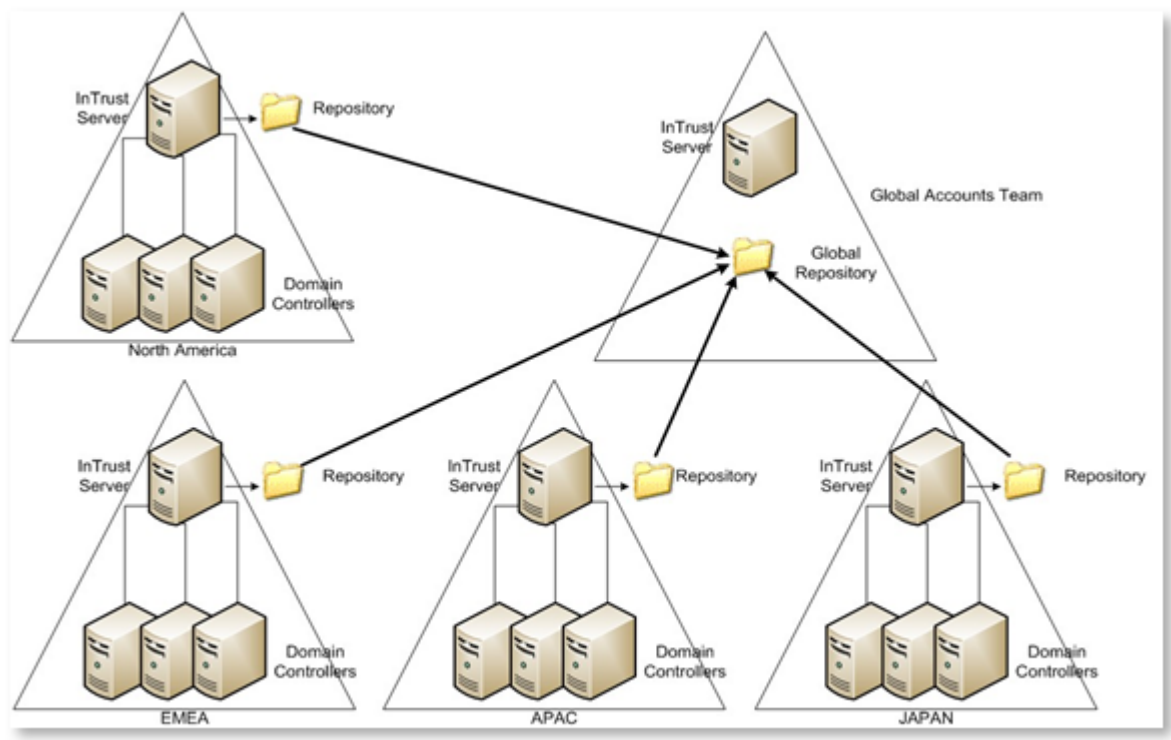 InTrust
Server
Repository
Domain
Controllers
North America
InTrust
Server
Global Accounts Team
Global
Repository
InTrust
Server
Repository
Domain
Controllers
EMEA
InTrust
Server
Repository
Domain
Controllers
APAC
InTrust
Server
Repository
Domain
Controllers
JAPAN